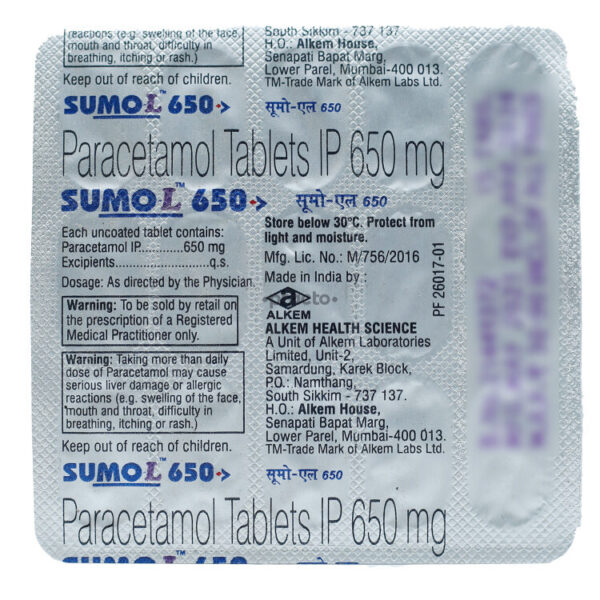 reactions (e.g. swelling of the face,
mouth and throat, difficulty in
breathing, itching or rash.)
Keep out of reach of children.
South Sikkim - 737 137
H.O.: Alkem House,
Senapati Bapat Marg,
Lower Parel, Mumbai-400 013.
TM-Trade Mark of Alkem Labs Ltd.
SUMO L™ 650 सूमो-एल 650
Paracetamol Tablets IP 650 mg
SUMO L™ 650 सूमो-एल 650
Each uncoated tablet contains:
Paracetamol IP............650 mg
Excipients..........................q.s.
Dosage: As directed by the Physician.
Warning: To be sold by retail on
the prescription of a Registered
Medical Practitioner only.
Warning: Taking more than daily
dose of Paracetamol may cause
serious liver damage or allergic
reactions (e.g. swelling of the face,
mouth and throat, difficulty in
breathing, itching or rash.)
Keep out of reach of children.
Store below 30°C. Protect from
light and moisture.
Mfg. Lic. No.: M/756/2016
Made in India by :
ALKEM
ALKEM HEALTH SCIENCE
A Unit of Alkem Laboratories
Limited, Unit-2,
Samardung, Karek Block,
P.O.: Namthang,
South Sikkim - 737 137.
H.O.: Alkem House,
Senapati Bapat Marg,
Lower Parel, Mumbai-400 013.
TM-Trade Mark of Alkem Labs Ltd.
PF 26017-01
SUMO L™ 650 सूमो-एल 650
Paracetamol Tablets IP 650 mg
SUMO L™ 650